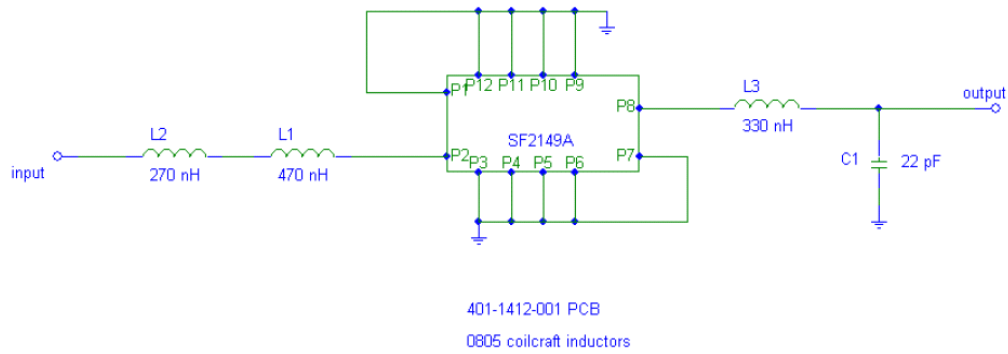 P1
P12 P11 P10 P9
L3
output
P8
330 nH
L2
L1
SF2149A
P2
P7
C1
22 pF
input
270 nH
470 nH
P3 P4 P5 P6
401-1412-001 PCB
0805 coilcraft inductors